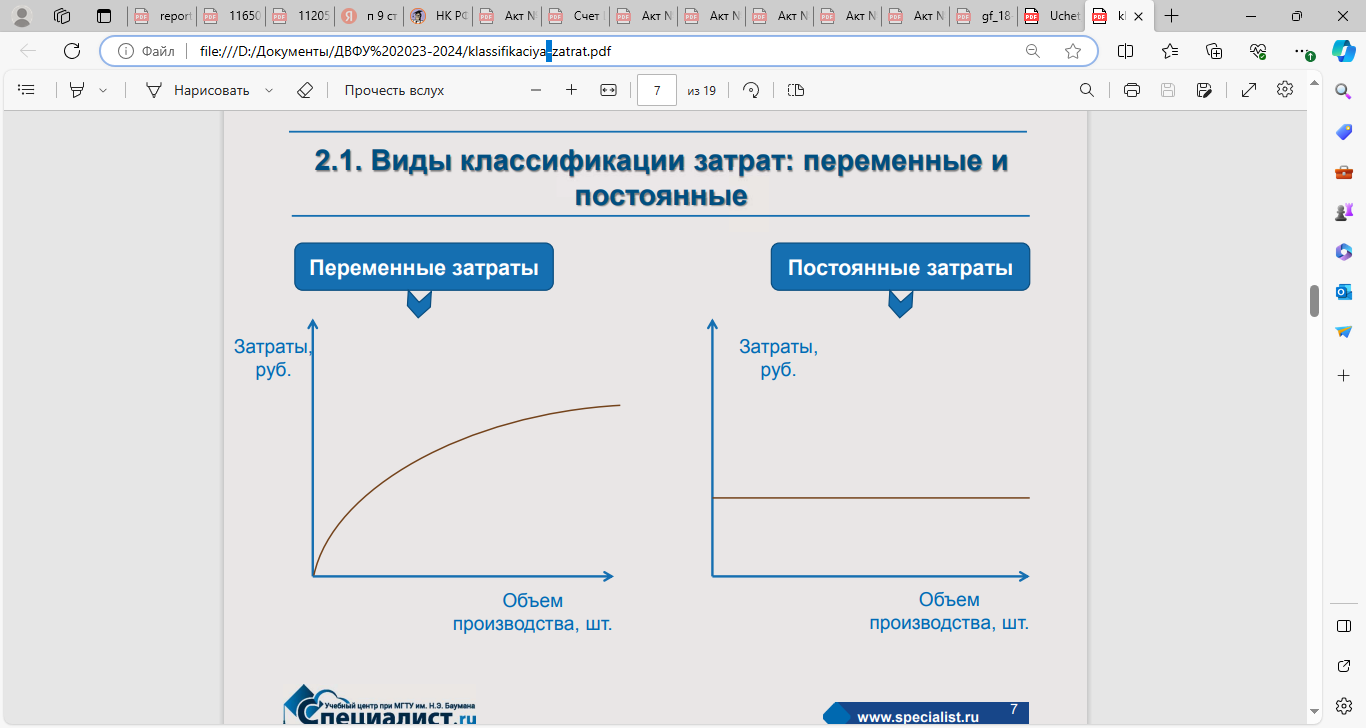 report
11650
11205
п 9 ст
НК РФ
Акт N
Счет
Акт N
Акт N
Акт N
Акт N
Акт N
gf_18
Uchet
kl
Файл
file:///D:/Документы/ДВФУ%202023-2024/klassifikaciya-zatrat.pdf
Нарисовать
Прочесть вслух
7
из 19
2.1. Виды классификации затрат: переменные и
постоянные
Переменные затраты
Постоянные затраты
Затраты,
руб.
Объем
производства, шт.
Затраты,
руб.
Объем
производства, шт.
Учебный центр при МГТУ им. Н.Э. Баумана
Специалист.ru
www.specialist.ru
7